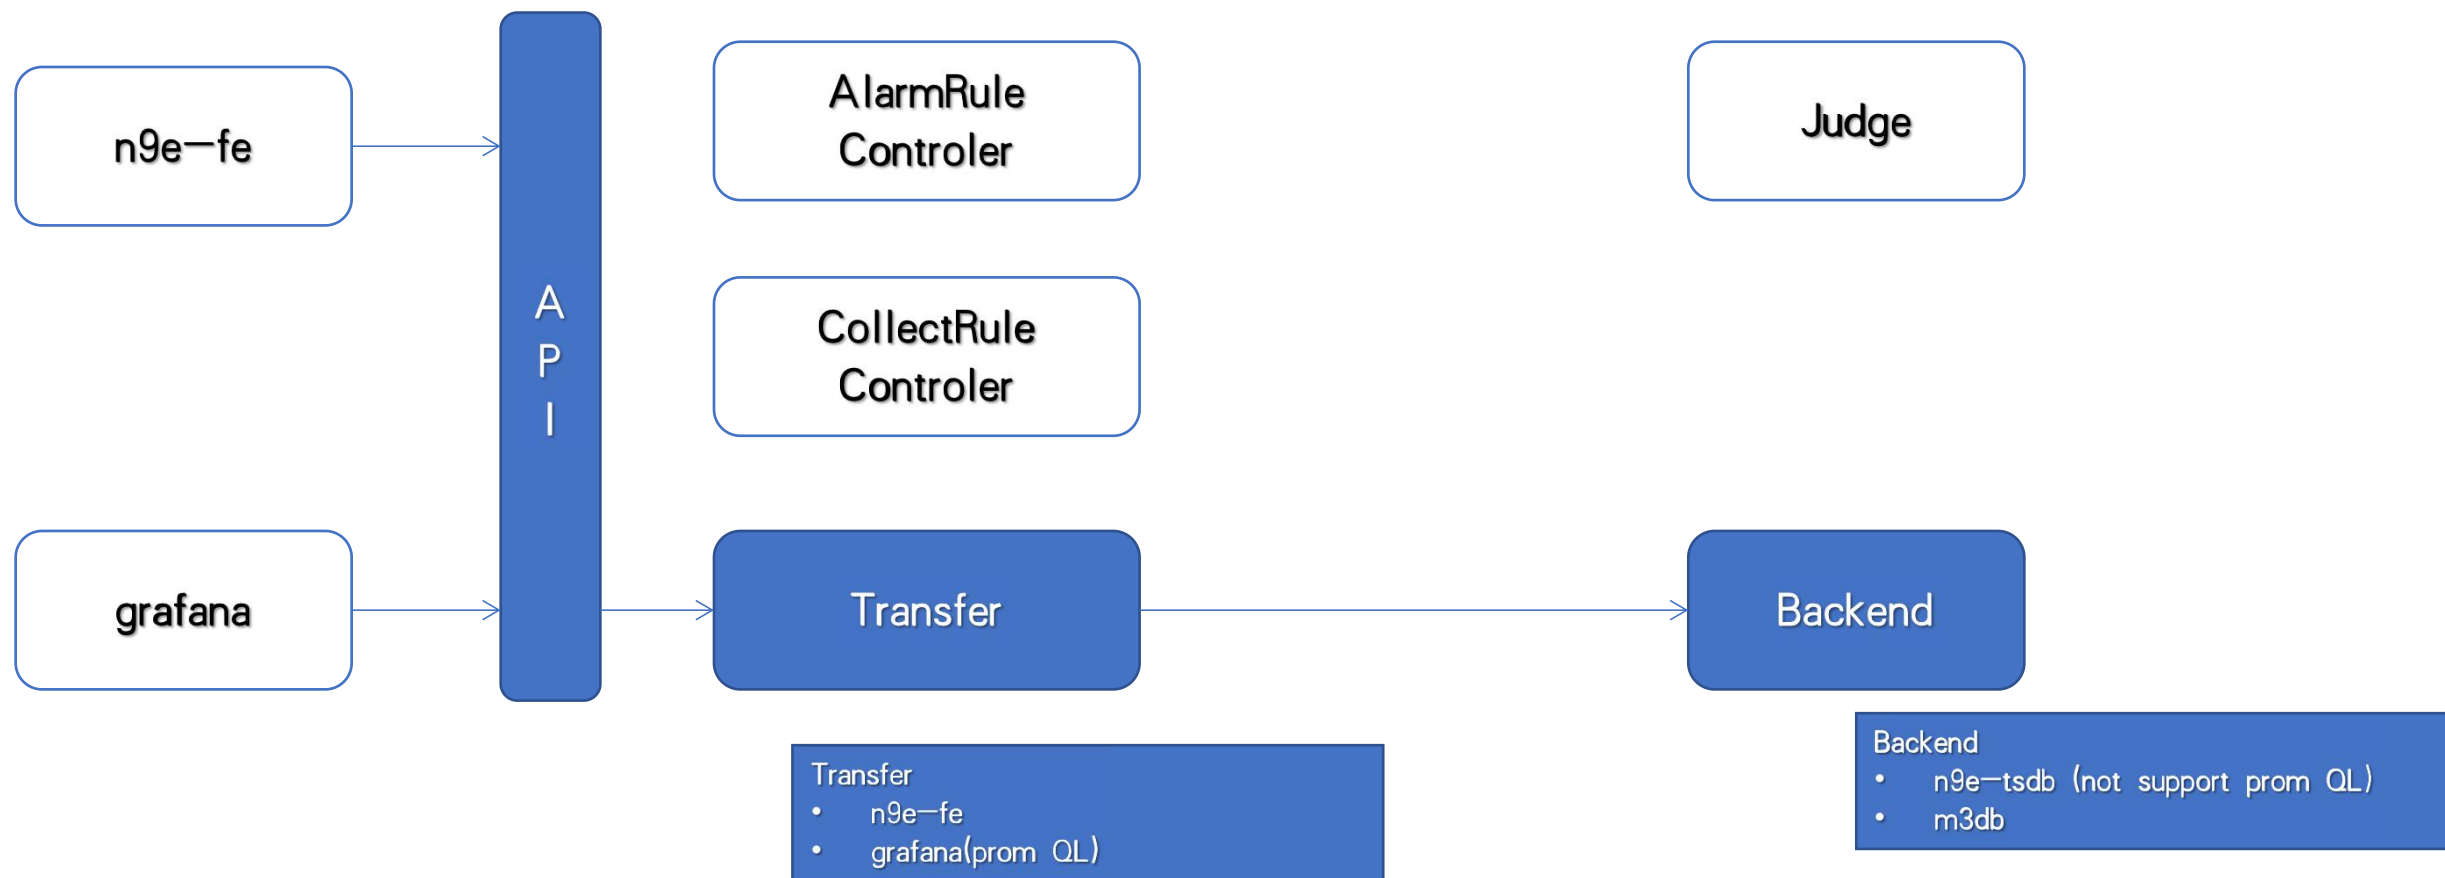 n9e-fe
A
P
I
AlarmRule
Controler
Judge
CollectRule
Controler
grafana
Transfer
Backend
Transfer
• n9e-fe
• grafana(prom QL)
Backend
• n9e-tsdb (not support prom QL)
• m3db